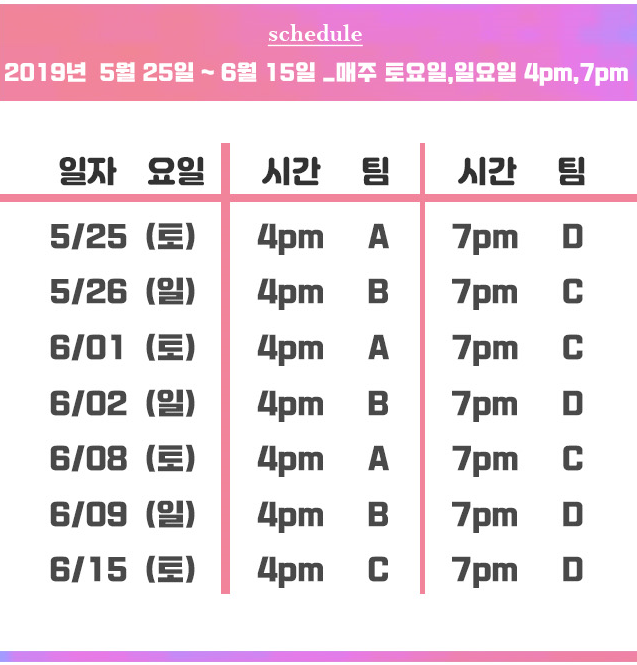 schedule
2019년 5월 25일 ~ 6월 15일 _매주 토요일,일요일 4pm,7pm
일자 요일 시간 팀 시간 팀
5/25 (토) 4pm A 7pm D
5/26 (일) 4pm B 7pm C
6/01 (토) 4pm A 7pm C
6/02 (일) 4pm B 7pm D
6/08 (토) 4pm A 7pm C
6/09 (일) 4pm B 7pm D
6/15 (토) 4pm C 7pm D